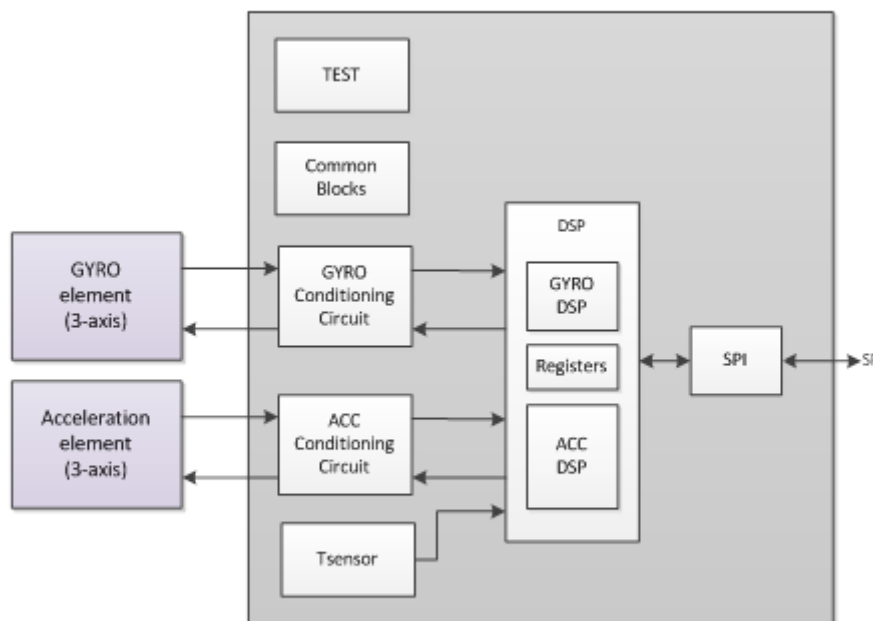 TEST
Common
Blocks
GYRO
element
(3-axis)
GYRO
Conditioning
Circuit
DSP
GYRO
DSP
Registers
SPI
Acceleration
element
(3-axis)
ACC
Conditioning
Circuit
ACC
DSP
Tsensor